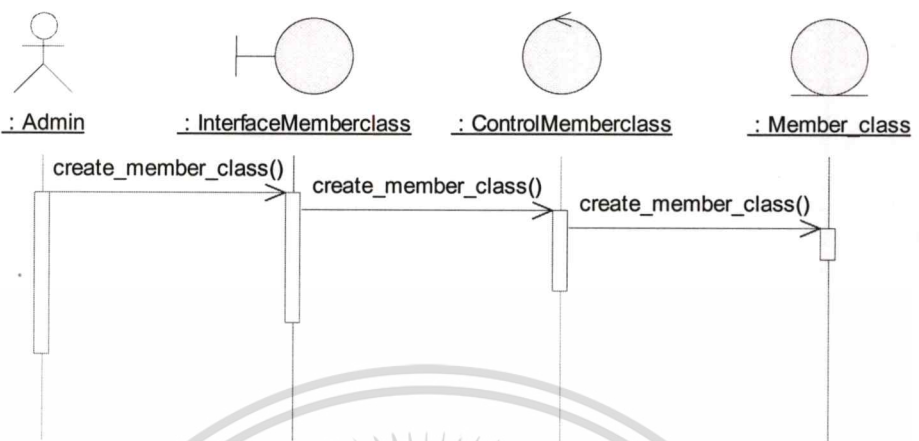 : Admin
: InterfaceMemberclass
: ControlMemberclass
: Member_class
create_member_class()
create_member_class()
create_member_class()